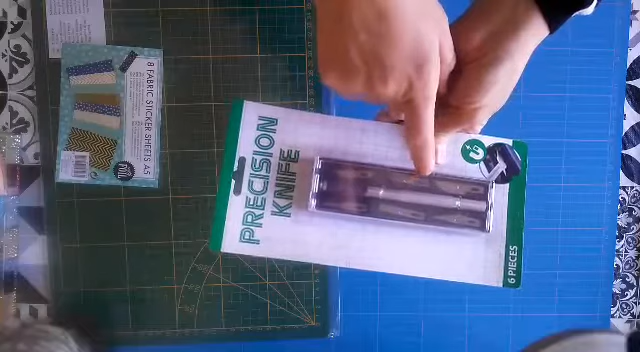 8 FABRIC STICKER SHEETS A5
PRECISION
KNIFE
6 PIECES